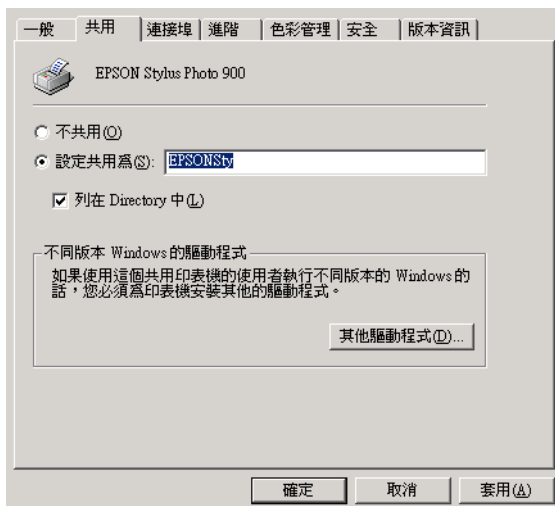 一般 共用 連接埠 進階 色彩管理 安全 版本資訊
EPSON Stylus Photo 900
不共用(O)
設定共用為(S): EPSONSty
列在 Directory 中(L)
不同版本 Windows 的驅動程式
如果使用這個共用印表機的使用者執行不同版本的 Windows 的
話，您必須為印表機安裝其他的驅動程式。
其他驅動程式(D)...
確定 取消 套用(A)